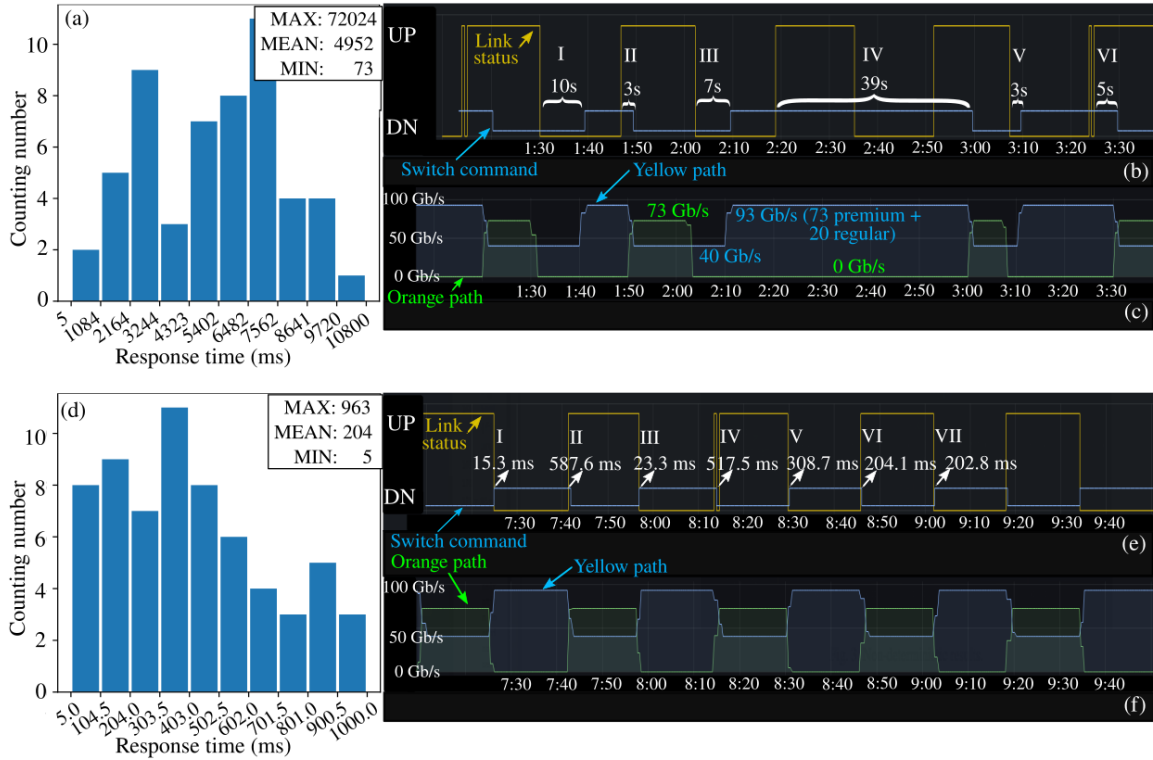 (a)
MAX: 72024
MEAN: 4952
MIN: 73
Counting number
10
8
6
4
2
0
5
1084
2164
3244
4323
5402
6482
7562
8641
9720
10800
Response time (ms)
UP
DN
Link
status
I
II
III
IV
V
VI
10s
3s
7s
39s
3s
5s
1:30 1:40 1:50 2:00 2:10 2:20 2:30 2:40 2:50 3:00 3:10 3:20 3:30
Switch command
Yellow path
(b)
100 Gb/s
50 Gb/s
0 Gb/s
73 Gb/s
93 Gb/s (73 premium +
20 regular)
40 Gb/s
0 Gb/s
Orange path
1:30 1:40 1:50 2:00 2:10 2:20 2:30 2:40 2:50 3:00 3:10 3:20 3:30
(c)
(d)
MAX: 963
MEAN: 204
MIN: 5
Counting number
10
8
6
4
2
0
5.0
104.5
204.0
303.5
403.0
502.5
602.0
701.5
801.0
900.5
1000.0
Response time (ms)
UP
DN
Link
status
I
II
III
IV
V
VI
VII
15.3 ms
587.6 ms
23.3 ms
517.5 ms
308.7 ms
204.1 ms
202.8 ms
7:30 7:40 7:50 8:00 8:10 8:20 8:30 8:40 8:50 9:00 9:10 9:20 9:30 9:40
Switch command
(e)
Orange path
Yellow path
100 Gb/s
50 Gb/s
0 Gb/s
7:30 7:40 7:50 8:00 8:10 8:20 8:30 8:40 8:50 9:00 9:10 9:20 9:30 9:40
(f)